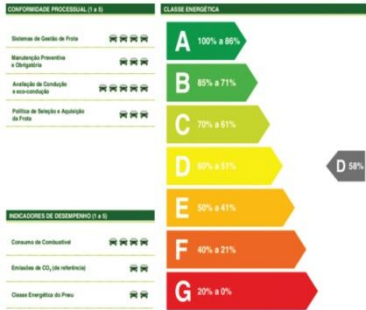 CONFORMIDADE PROCESSUAL (1 a 5)
Sistemas de Gestão de Frota
Manutenção Preventiva
e Obrigatória
Avaliação de Condução
e eco-condução
Política de Seleção e Aquisição
da Frota
INDICADORES DE DESEMPENHO (1 a 5)
Consumo de Combustível
Emissões de CO₂ (de referência)
Classe Energética do Pneu
CLASSE ENERGÉTICA
A 100% a 86%
B 85% a 71%
C 70% a 61%
D 60% a 51%
D 58%
E 50% a 41%
F 40% a 21%
G 20% a 0%